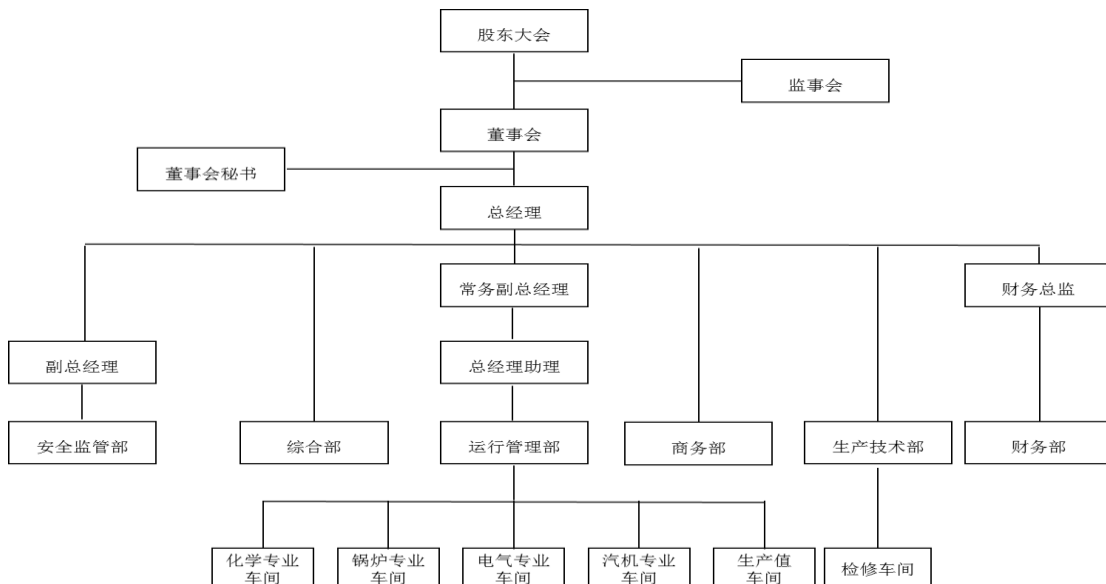 股东大会
监事会
董事会
董事会秘书
总经理
常务副总经理
财务总监
副总经理
总经理助理
安全监管部
综合部
运行管理部
商务部
生产技术部
财务部
化学专业
车间
锅炉专业
车间
电气专业
车间
汽机专业
车间
生产值
车间
检修车间